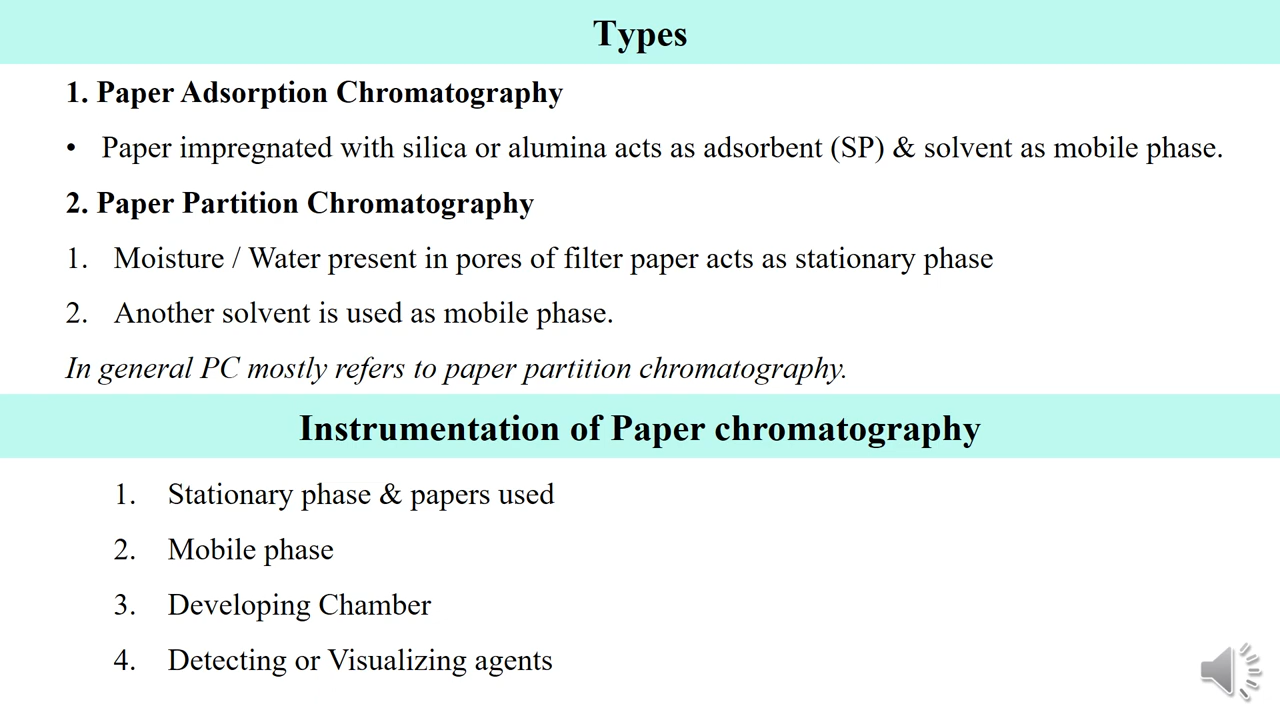 Types
1. Paper Adsorption Chromatography
• Paper impregnated with silica or alumina acts as adsorbent (SP) & solvent as mobile phase.
2. Paper Partition Chromatography
1. Moisture / Water present in pores of filter paper acts as stationary phase
2. Another solvent is used as mobile phase.
In general PC mostly refers to paper partition chromatography.
Instrumentation of Paper chromatography
1. Stationary phase & papers used
2. Mobile phase
3. Developing Chamber
4. Detecting or Visualizing agents